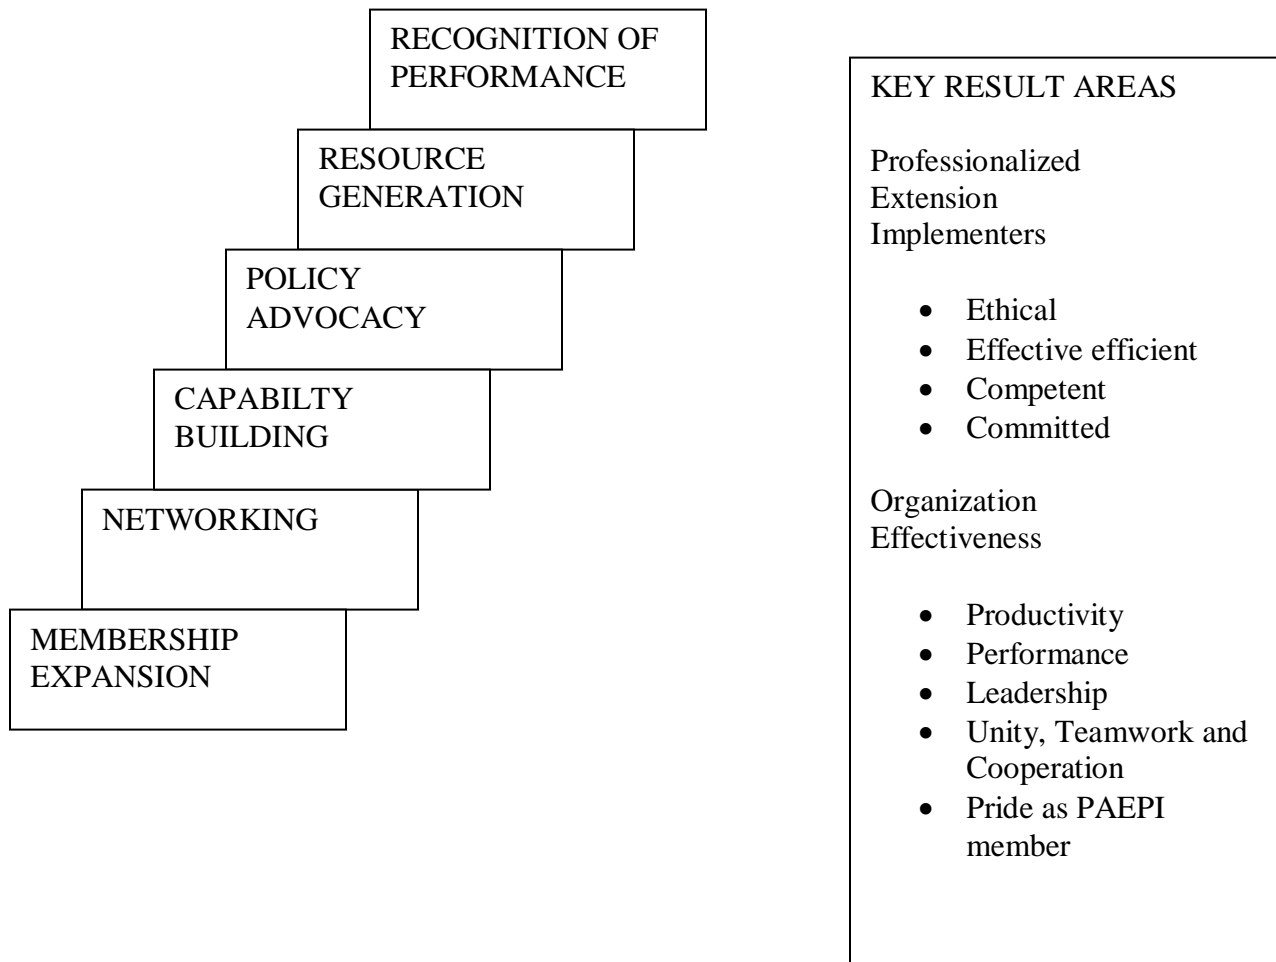 RECOGNITION OF
PERFORMANCE
RESOURCE
GENERATION
POLICY
ADVOCACY
CAPABILTY
BUILDING
NETWORKING
MEMBERSHIP
EXPANSION
KEY RESULT AREAS
Professionalized
Extension
Implementers
• Ethical
• Effective efficient
• Competent
• Committed
Organization
Effectiveness
• Productivity
• Performance
• Leadership
• Unity, Teamwork and
Cooperation
• Pride as PAEPI
member